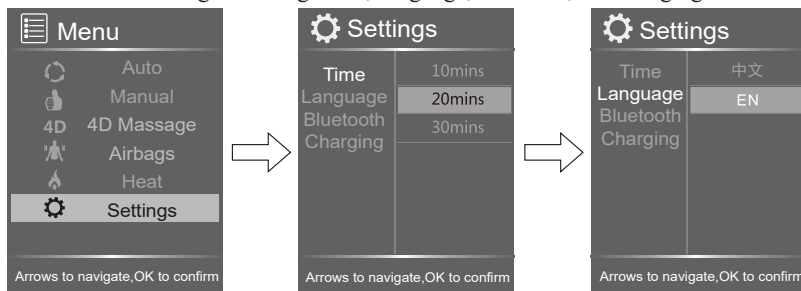 Menu
Auto
Manual
4D 4D Massage
Airbags
Heat
Settings
Arrows to navigate,OK to confirm
Settings
Time
Language
Bluetooth
Charging
10mins
20mins
30mins
Arrows to navigate,OK to confirm
Settings
Time
Language
Bluetooth
Charging
中文
EN
Arrows to navigate,OK to confirm